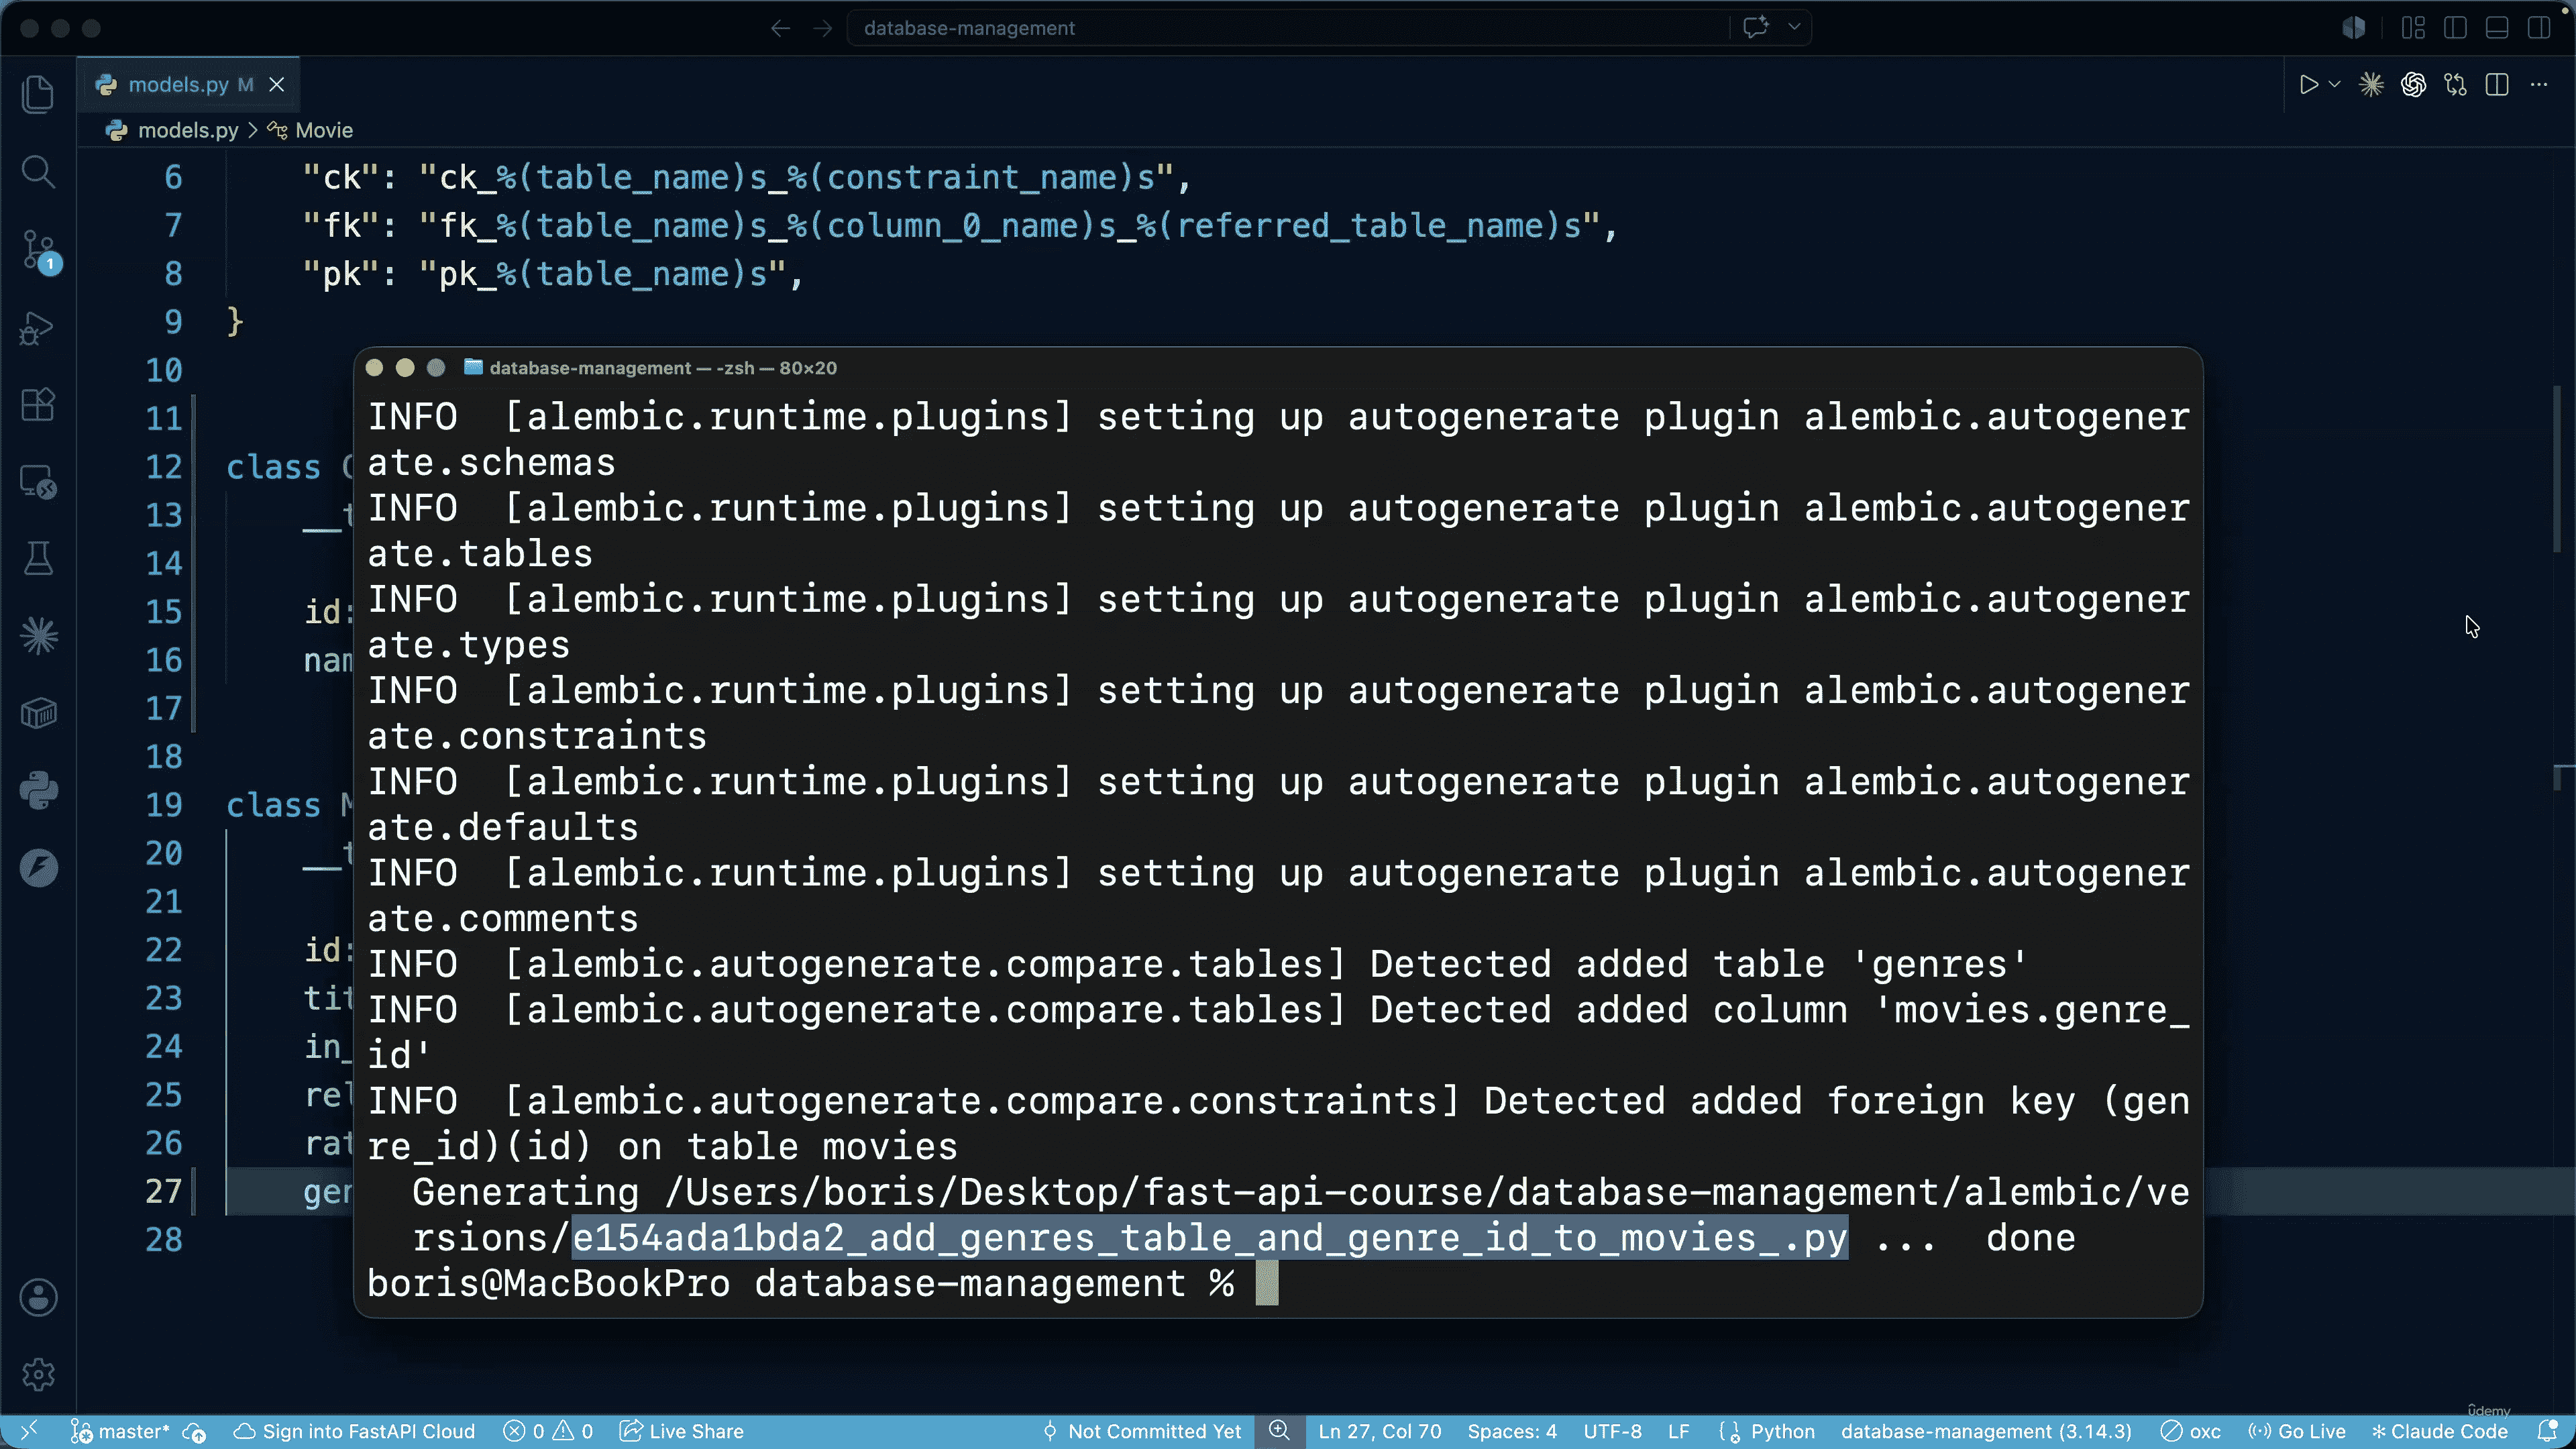 database-management
models.py M
models.py > Movie
6 "ck": "ck_%(table_name)s_%(constraint_name)s",
7 "fk": "fk_%(table_name)s_%(column_0_name)s_%(referred_table_name)s",
8 "pk": "pk_%(table_name)s",
9 }
10
11
12 class
13 __t
14
15 id:
16 nam
17
18
19 class M
20 __t
21
22 id:
23 tit
24 in_
25 rel
26 rat
27 gen
28
database-management — -zsh — 80×20
INFO  [alembic.runtime.plugins] setting up autogenerate plugin alembic.autogener
ate.schemas
INFO  [alembic.runtime.plugins] setting up autogenerate plugin alembic.autogener
ate.tables
INFO  [alembic.runtime.plugins] setting up autogenerate plugin alembic.autogener
ate.types
INFO  [alembic.runtime.plugins] setting up autogenerate plugin alembic.autogener
ate.constraints
INFO  [alembic.runtime.plugins] setting up autogenerate plugin alembic.autogener
ate.defaults
INFO  [alembic.runtime.plugins] setting up autogenerate plugin alembic.autogener
ate.comments
INFO  [alembic.autogenerate.compare.tables] Detected added table 'genres'
INFO  [alembic.autogenerate.compare.tables] Detected added column 'movies.genre_
id'
INFO  [alembic.autogenerate.compare.constraints] Detected added foreign key (gen
re_id)(id) on table movies
Generating /Users/boris/Desktop/fast-api-course/database-management/alembic/ve
rsions/e154ada1bda2_add_genres_table_and_genre_id_to_movies_.py ...  done
boris@MacBookPro database-management %
1
udemy
master* Sign into FastAPI Cloud 0 0 Live Share Not Committed Yet Ln 27, Col 70 Spaces: 4 UTF-8 LF Python database-management (3.14.3) oxc Go Live Claude Code